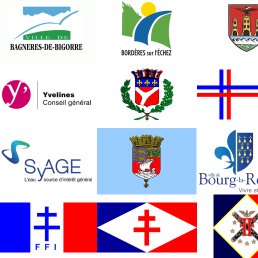 VILLE DE
BAGNERES-DE-BIGORRE
BORDÈRES sur l'ÉCHEZ
y'
Yvelines
Conseil général
SyAGE
L'eau source d'intérêt général
ville de
Bourg-la-Re
Vivre e
FFI